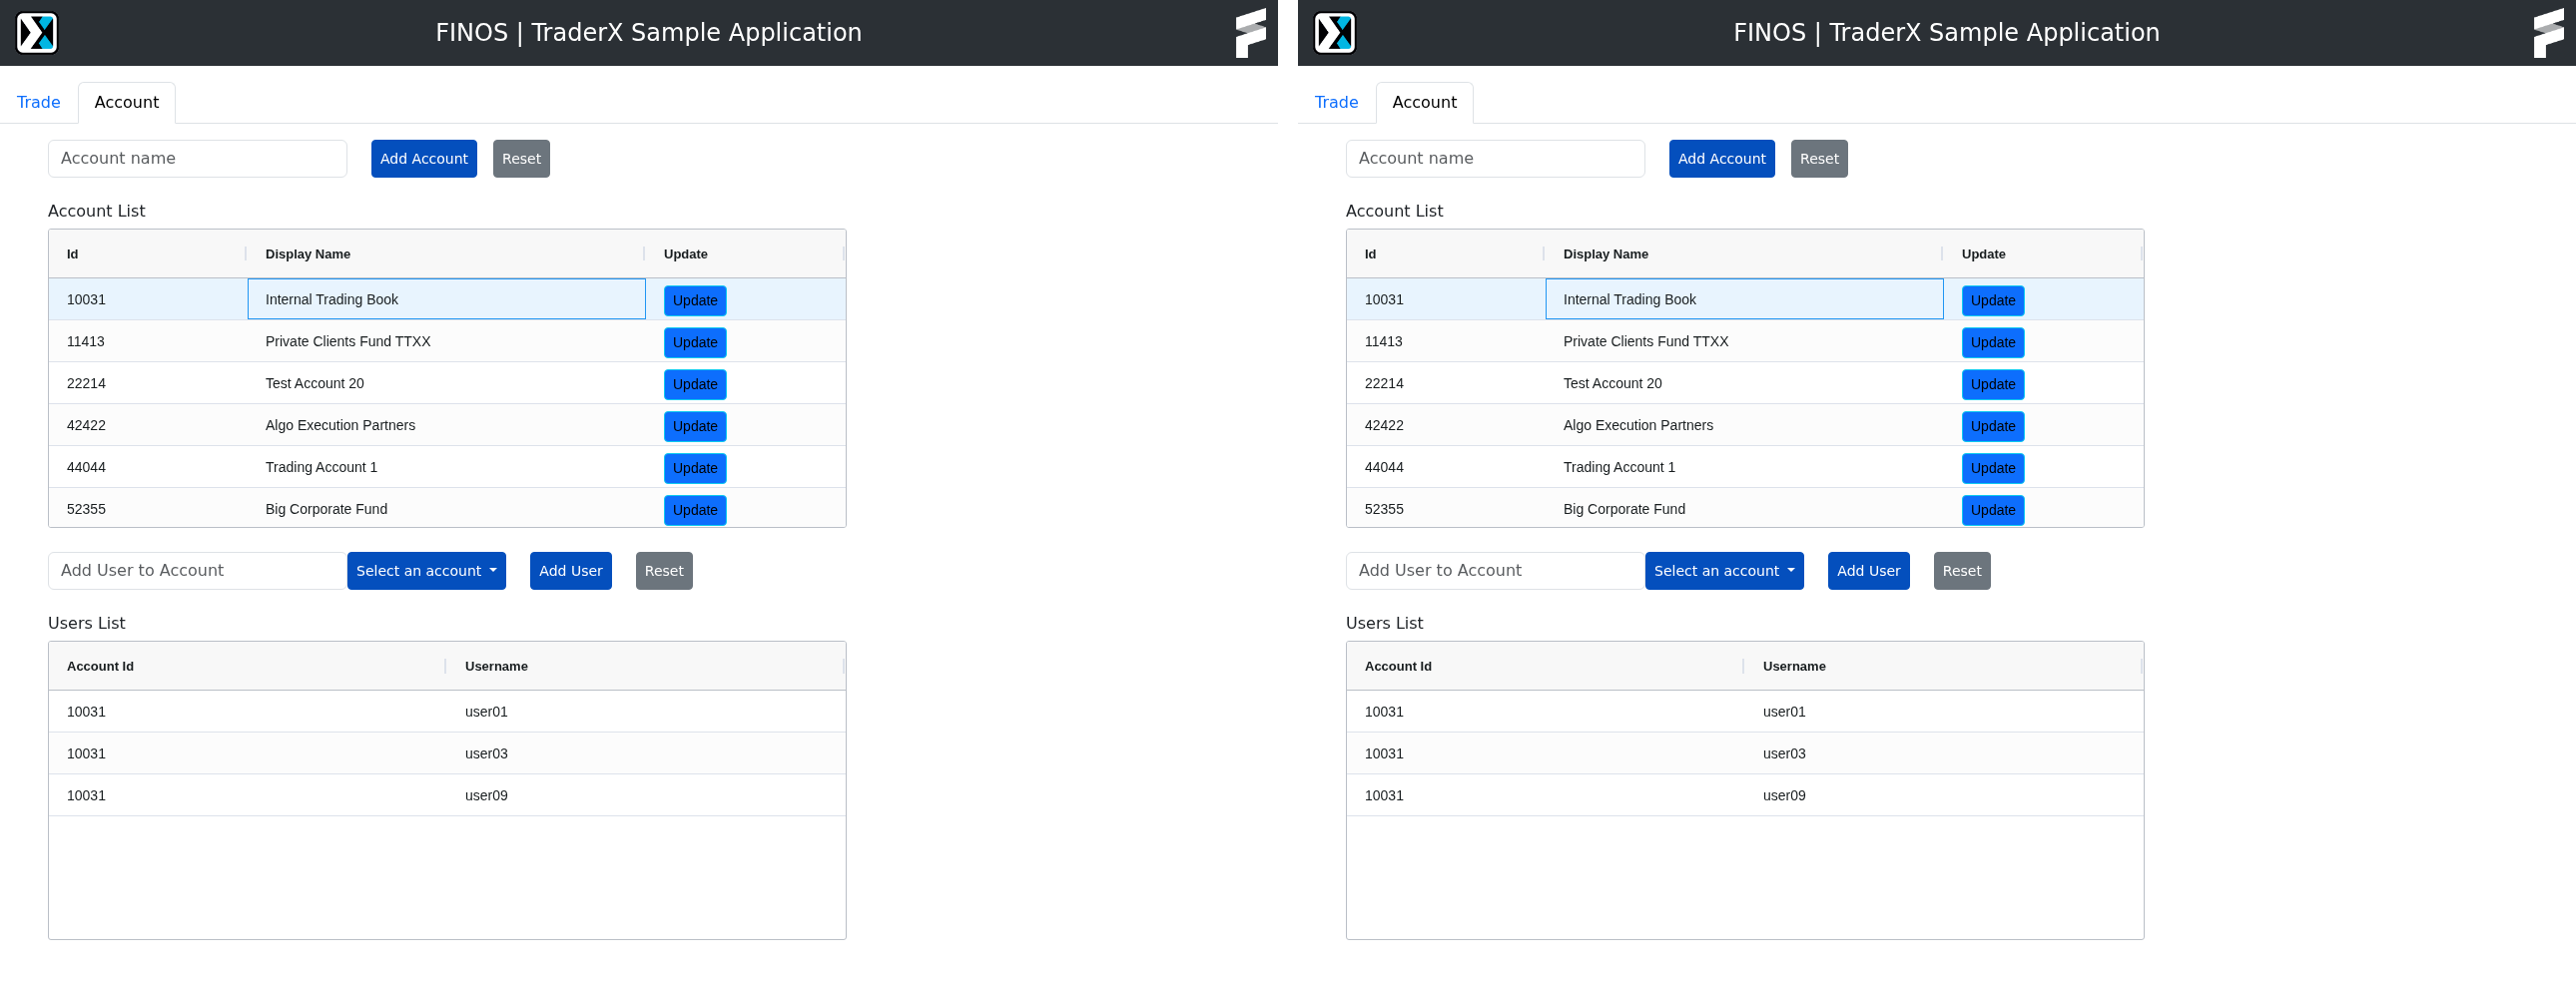 FINOS | TraderX Sample Application
Trade Account
Account name Add Account Reset
Account List
Id Display Name Update
10031 Internal Trading Book Update
11413 Private Clients Fund TTXX Update
22214 Test Account 20 Update
42422 Algo Execution Partners Update
44044 Trading Account 1 Update
52355 Big Corporate Fund Update
Add User to Account Select an account Add User Reset
Users List
Account Id Username
10031 user01
10031 user03
10031 user09
FINOS | TraderX Sample Application
Trade Account
Account name Add Account Reset
Account List
Id Display Name Update
10031 Internal Trading Book Update
11413 Private Clients Fund TTXX Update
22214 Test Account 20 Update
42422 Algo Execution Partners Update
44044 Trading Account 1 Update
52355 Big Corporate Fund Update
Add User to Account Select an account Add User Reset
Users List
Account Id Username
10031 user01
10031 user03
10031 user09